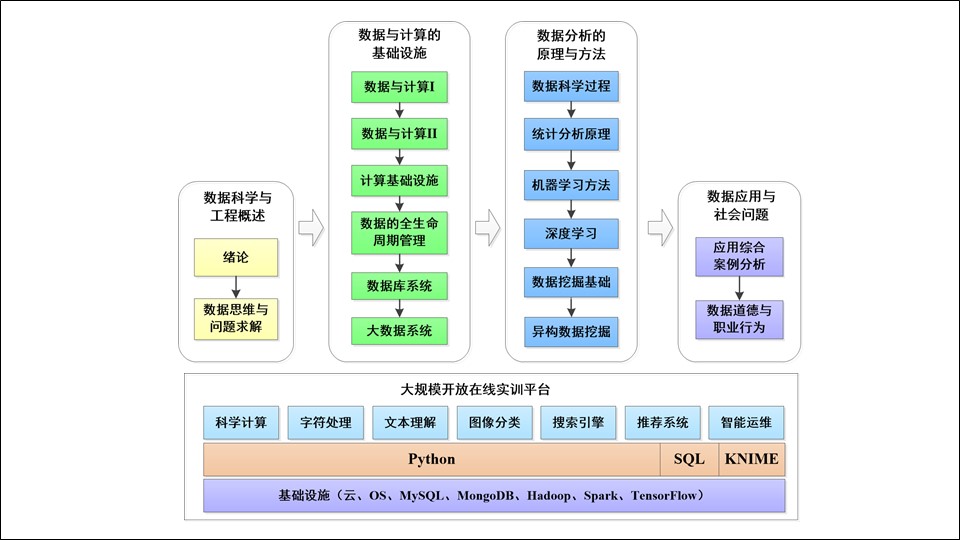 数据科学与
工程概述
绪论
数据思维与
问题求解
数据与计算的
基础设施
数据与计算I
数据与计算II
计算基础设施
数据的全生命
周期管理
数据库系统
大数据系统
数据分析的
原理与方法
数据科学过程
统计分析原理
机器学习方法
深度学习
数据挖掘基础
异构数据挖掘
数据应用与
社会问题
应用综合
案例分析
数据道德与
职业行为
大规模开放在线实训平台
科学计算
字符处理
文本理解
图像分类
搜索引擎
推荐系统
智能运维
Python
SQL
KNIME
基础设施（云、OS、MySQL、MongoDB、Hadoop、Spark、TensorFlow）